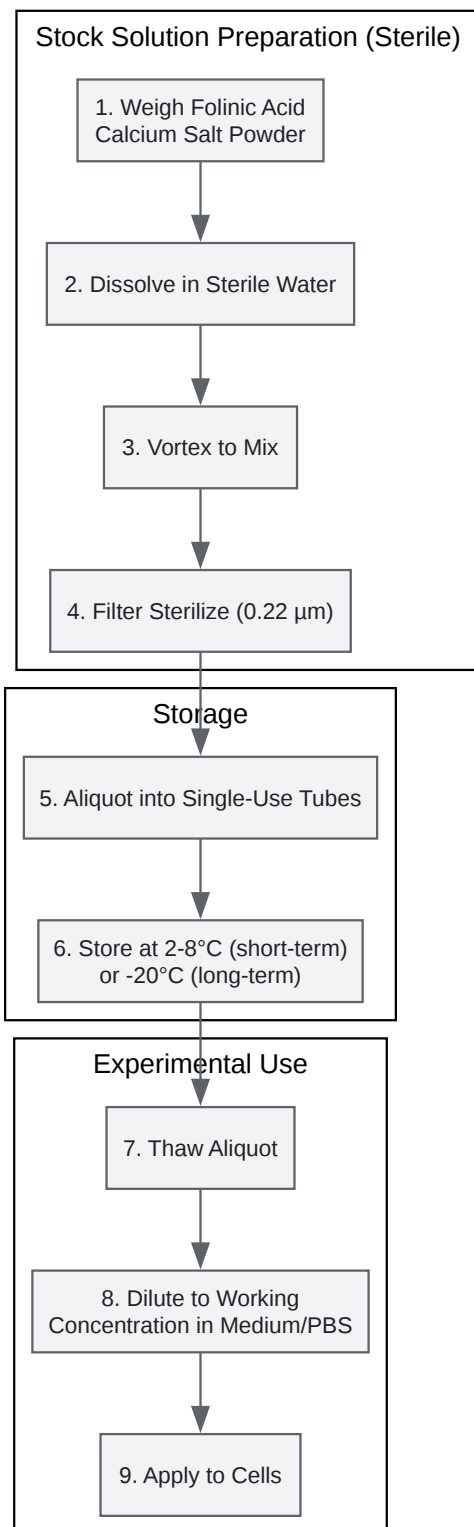 Stock Solution Preparation (Sterile)
1. Weigh Folinic Acid
Calcium Salt Powder
2. Dissolve in Sterile Water
3. Vortex to Mix
4. Filter Sterilize (0.22 µm)
Storage
5. Aliquot into Single-Use Tubes
6. Store at 2-8°C (short-term)
or -20°C (long-term)
Experimental Use
7. Thaw Aliquot
8. Dilute to Working
Concentration in Medium/PBS
9. Apply to Cells